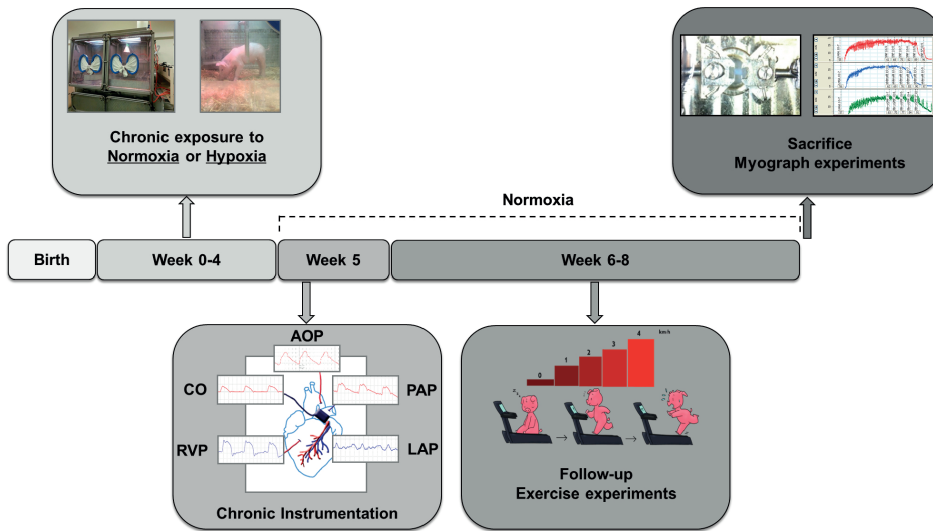 Chronic exposure to
Normoxia or Hypoxia
Sacrifice
Myograph experiments
Normoxia
Birth
Week 0-4
Week 5
Week 6-8
AOP
CO
PAP
RVP
LAP
Chronic Instrumentation
km/h
0
1
2
3
4
Follow-up
Exercise experiments